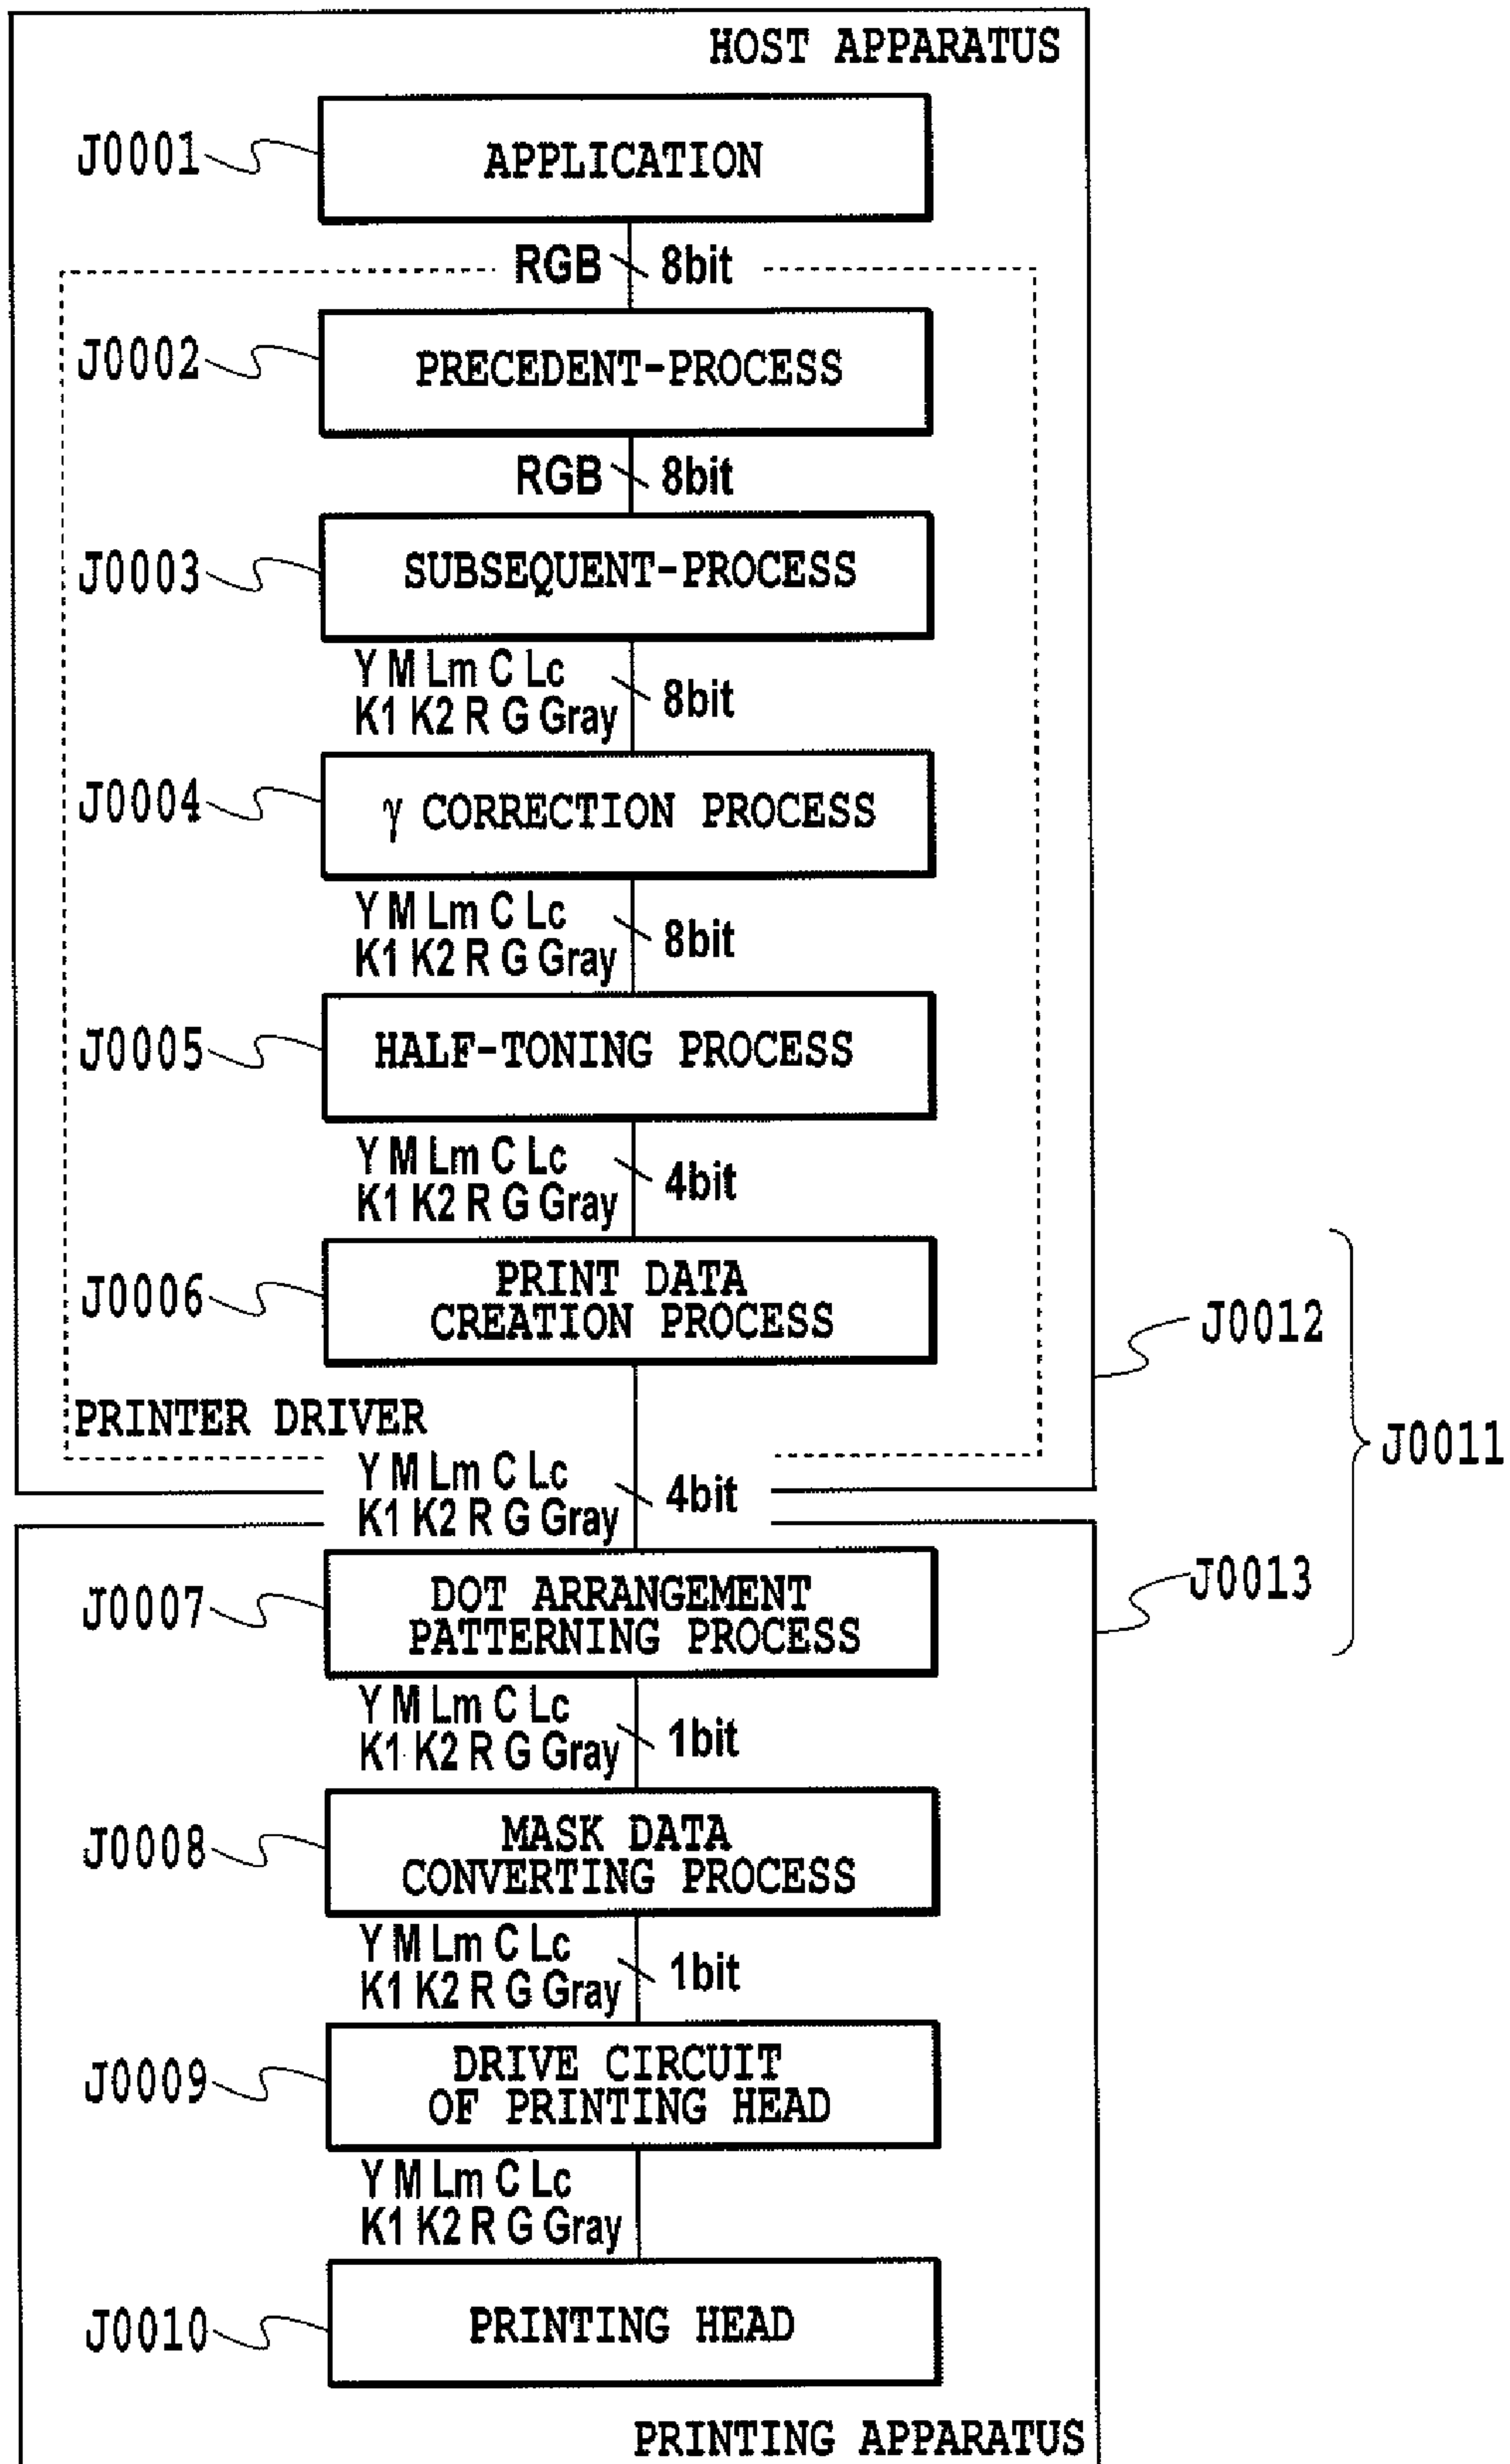 HOST APPARATUS
J0001
APPLICATION
RGB 8bit
J0002
PRECEDENT-PROCESS
RGB 8bit
J0003
SUBSEQUENT-PROCESS
Y M Lm C Lc
K1 K2 R G Gray
8bit
J0004
γ CORRECTION PROCESS
Y M Lm C Lc
K1 K2 R G Gray
8bit
J0005
HALF-TONING PROCESS
Y M Lm C Lc
K1 K2 R G Gray
4bit
J0006
PRINT DATA
CREATION PROCESS
J0012
J0011
PRINTER DRIVER
Y M Lm C Lc
K1 K2 R G Gray
4bit
J0013
J0007
DOT ARRANGEMENT
PATTERNING PROCESS
Y M Lm C Lc
K1 K2 R G Gray
1bit
J0008
MASK DATA
CONVERTING PROCESS
Y M Lm C Lc
K1 K2 R G Gray
1bit
J0009
DRIVE CIRCUIT
OF PRINTING HEAD
Y M Lm C Lc
K1 K2 R G Gray
J0010
PRINTING HEAD
PRINTING APPARATUS